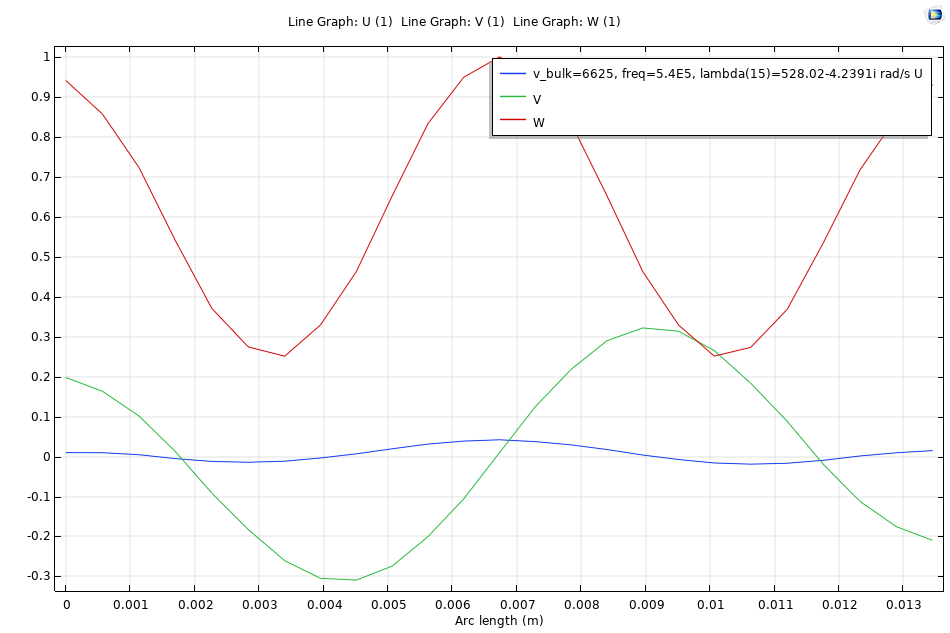 Line Graph: U (1)  Line Graph: V (1)  Line Graph: W (1)
v_bulk=6625, freq=5.4E5, lambda(15)=528.02-4.2391i rad/s U
V
W
1
0.9
0.8
0.7
0.6
0.5
0.4
0.3
0.2
0.1
0
-0.1
-0.2
-0.3
0 0.001 0.002 0.003 0.004 0.005 0.006 0.007 0.008 0.009 0.01 0.011 0.012 0.013
Arc length (m)